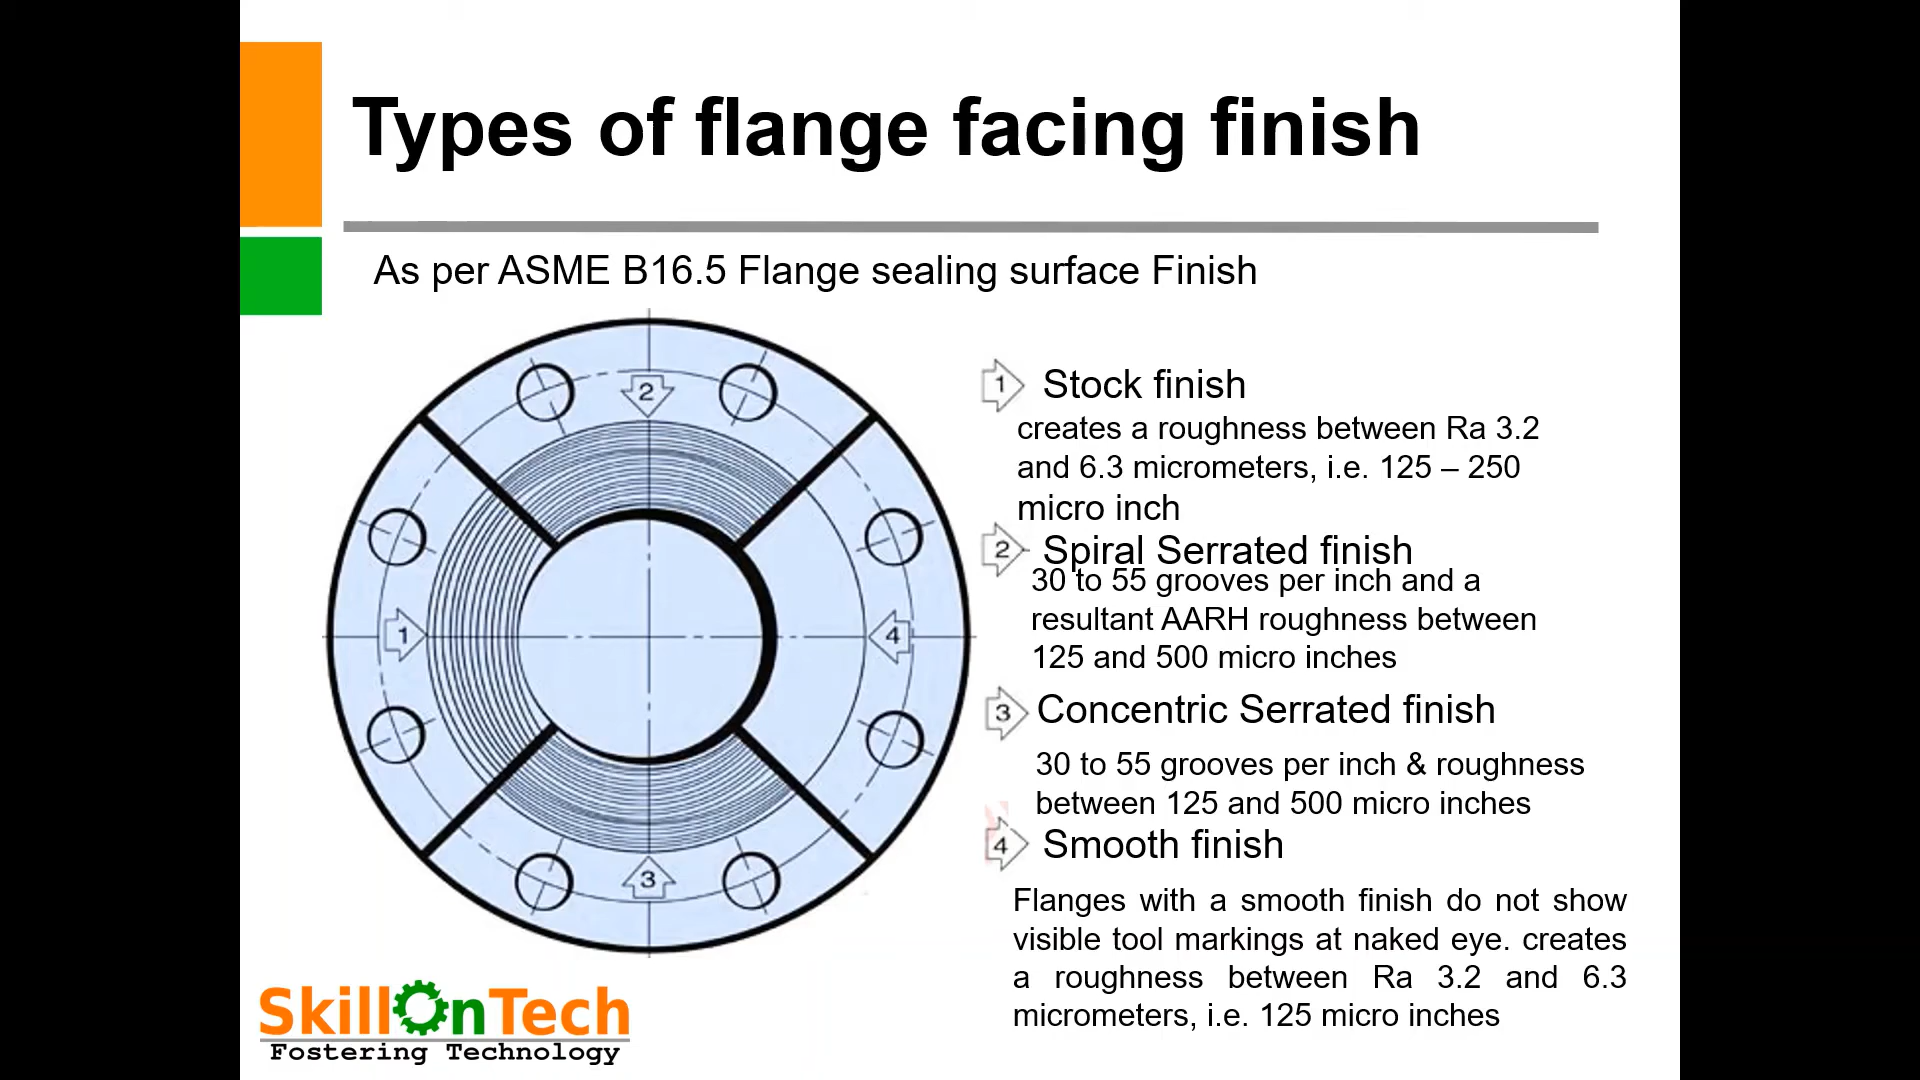 Types of flange facing finish
As per ASME B16.5 Flange sealing surface Finish
2
1
4
3
1 Stock finish
creates a roughness between Ra 3.2
and 6.3 micrometers, i.e. 125 – 250
micro inch
2 Spiral Serrated finish
30 to 55 grooves per inch and a
resultant AARH roughness between
125 and 500 micro inches
3 Concentric Serrated finish
30 to 55 grooves per inch & roughness
between 125 and 500 micro inches
4 Smooth finish
Flanges with a smooth finish do not show
visible tool markings at naked eye. creates
a roughness between Ra 3.2 and 6.3
micrometers, i.e. 125 micro inches
SkillOnTech
Fostering Technology